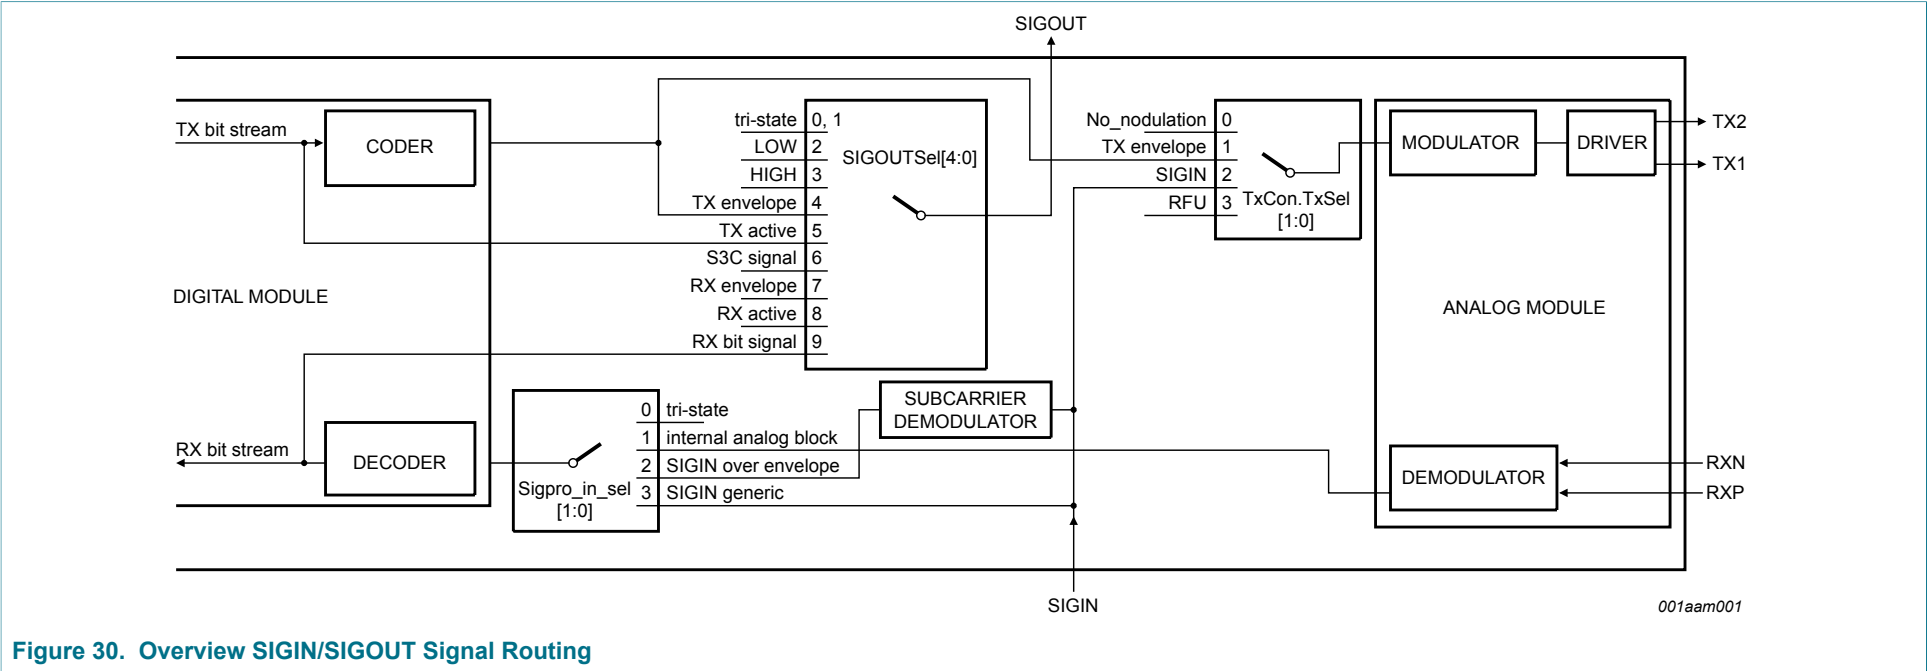 SIGOUT
TX bit stream
CODER
DIGITAL MODULE
RX bit stream
DECODER
tri-state 0, 1
LOW 2
HIGH 3
TX envelope 4
TX active 5
S3C signal 6
RX envelope 7
RX active 8
RX bit signal 9
SIGOUTSel[4:0]
No_nodulation 0
TX envelope 1
SIGIN 2
RFU 3
TxCon.TxSel
[1:0]
MODULATOR
DRIVER
TX2
TX1
ANALOG MODULE
DEMODULATOR
RXN
RXP
SUBCARRIER
DEMODULATOR
0 tri-state
1 internal analog block
2 SIGIN over envelope
3 SIGIN generic
Sigpro_in_sel
[1:0]
SIGIN
001aam001
Figure 30. Overview SIGIN/SIGOUT Signal Routing